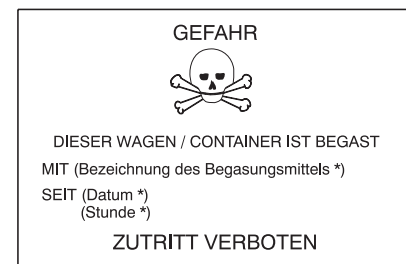 GEFAHR
DIESER WAGEN / CONTAINER IST BEGAST
MIT (Bezeichnung des Begasungsmittels *)
SEIT (Datum *)
(Stunde *)
ZUTRITT VERBOTEN